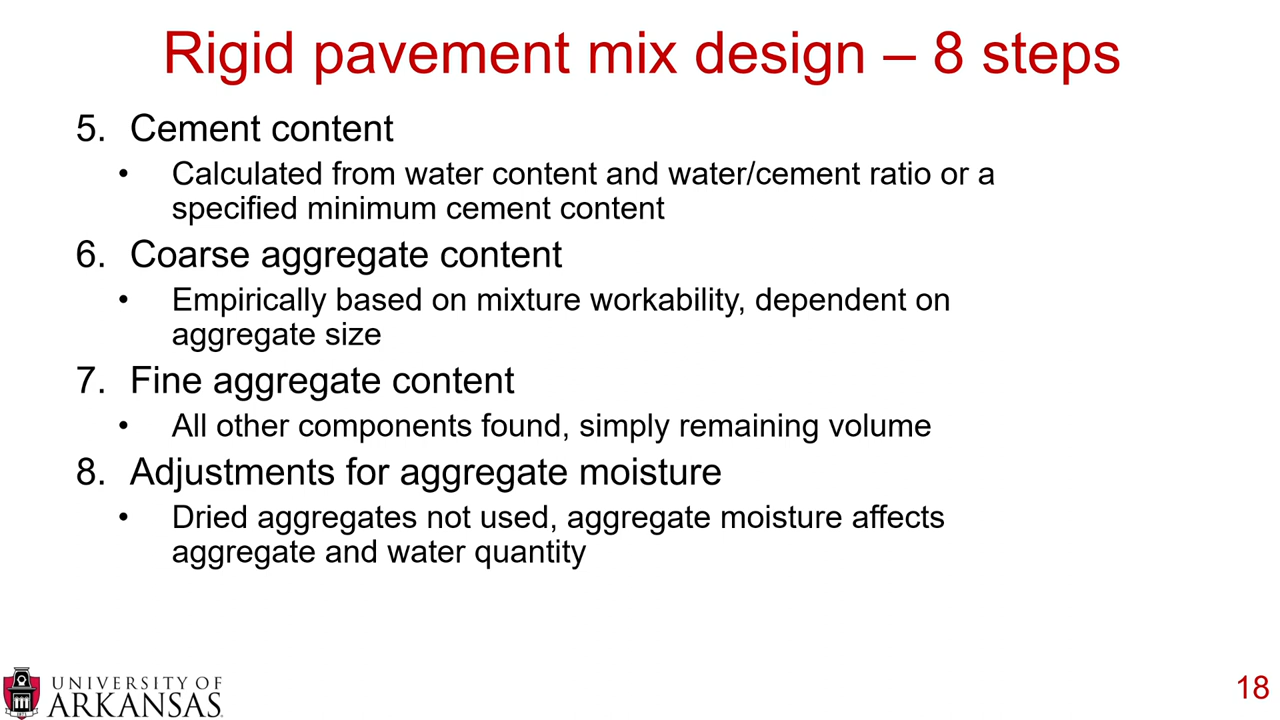 Rigid pavement mix design – 8 steps
5. Cement content
• Calculated from water content and water/cement ratio or a
specified minimum cement content
6. Coarse aggregate content
• Empirically based on mixture workability, dependent on
aggregate size
7. Fine aggregate content
• All other components found, simply remaining volume
8. Adjustments for aggregate moisture
• Dried aggregates not used, aggregate moisture affects
aggregate and water quantity
UNIVERSITY OF
ARKANSAS
18